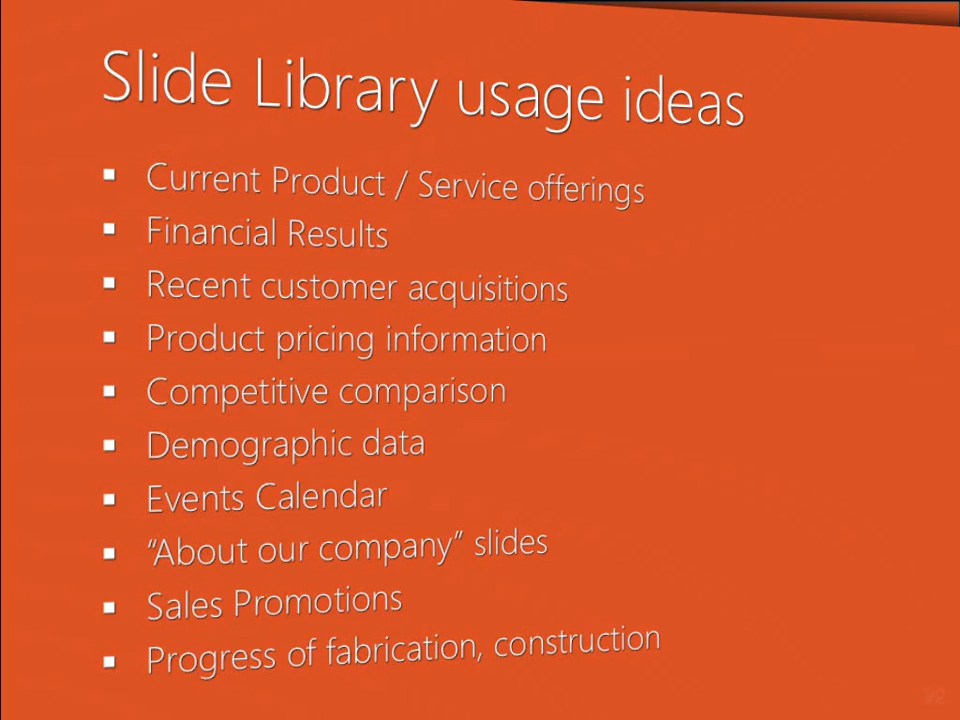 Slide Library usage ideas
▪ Current Product / Service offerings
▪ Financial Results
▪ Recent customer acquisitions
▪ Product pricing information
▪ Competitive comparison
▪ Demographic data
▪ Events Calendar
▪ “About our company” slides
▪ Sales Promotions
▪ Progress of fabrication, construction